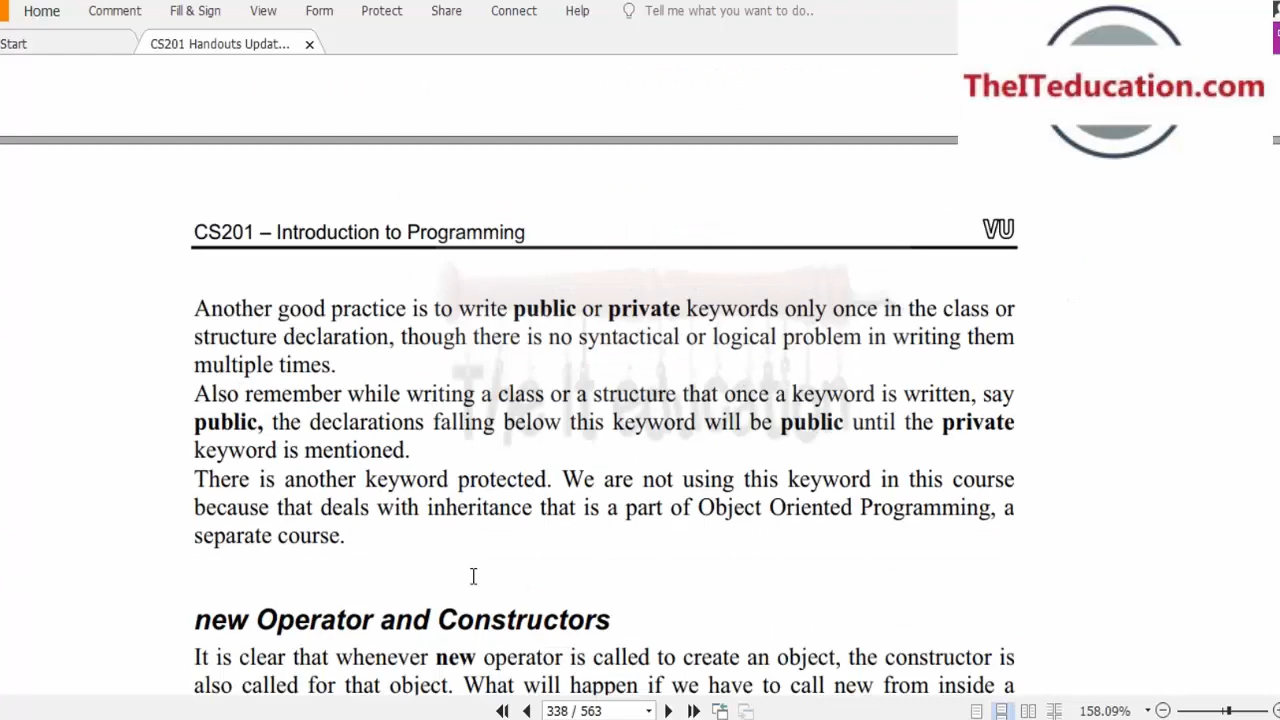 Home Comment Fill & Sign View Form Protect Share Connect Help Tell me what you want to do..
Start CS201 Handouts Updat... ×
TheITeducation.com
CS201 – Introduction to Programming VU
Another good practice is to write public or private keywords only once in the class or
structure declaration, though there is no syntactical or logical problem in writing them
multiple times.
Also remember while writing a class or a structure that once a keyword is written, say
public, the declarations falling below this keyword will be public until the private
keyword is mentioned.
There is another keyword protected. We are not using this keyword in this course
because that deals with inheritance that is a part of Object Oriented Programming, a
separate course.
The It education
new Operator and Constructors
It is clear that whenever new operator is called to create an object, the constructor is
also called for that object. What will happen if we have to call new from inside a
338 / 563 158.09%